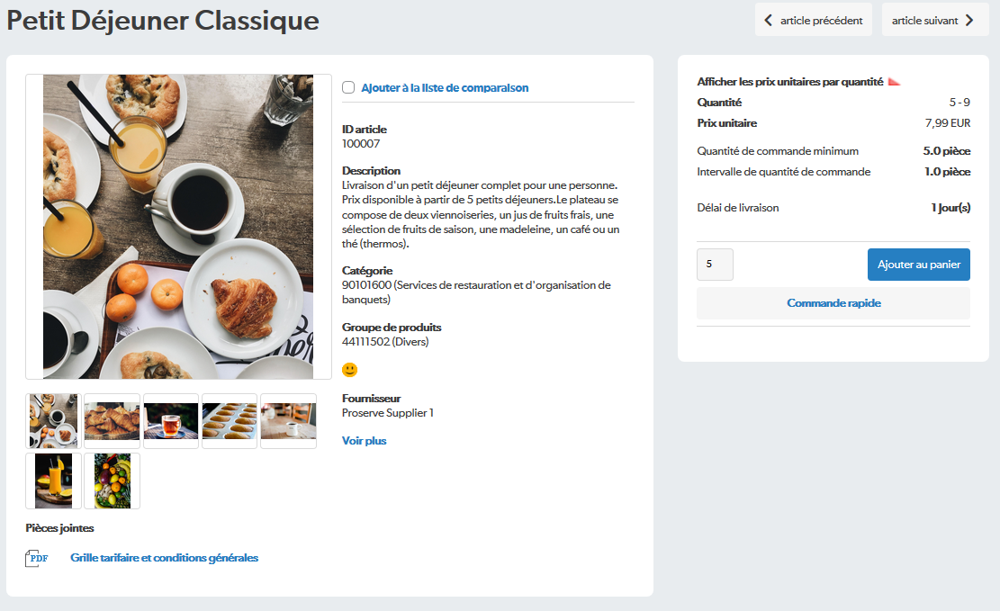 Petit Déjeuner Classique
article précédent
article suivant
Ajouter à la liste de comparaison
ID article
100007
Description
Livraison d'un petit déjeuner complet pour une personne.
Prix disponible à partir de 5 petits déjeuners.Le plateau se
compose de deux viennoiseries, un jus de fruits frais, une
sélection de fruits de saison, une madeleine, un café ou un
thé (thermos).
Catégorie
90101600 (Services de restauration et d'organisation de
banquets)
Groupe de produits
44111502 (Divers)
Fournisseur
Proserve Supplier 1
Voir plus
Pièces jointes
PDF
Grille tarifaire et conditions générales
Afficher les prix unitaires par quantité
Quantité 5 - 9
Prix unitaire 7,99 EUR
Quantité de commande minimum 5.0 pièce
Intervalle de quantité de commande 1.0 pièce
Délai de livraison 1 Jour(s)
5
Ajouter au panier
Commande rapide